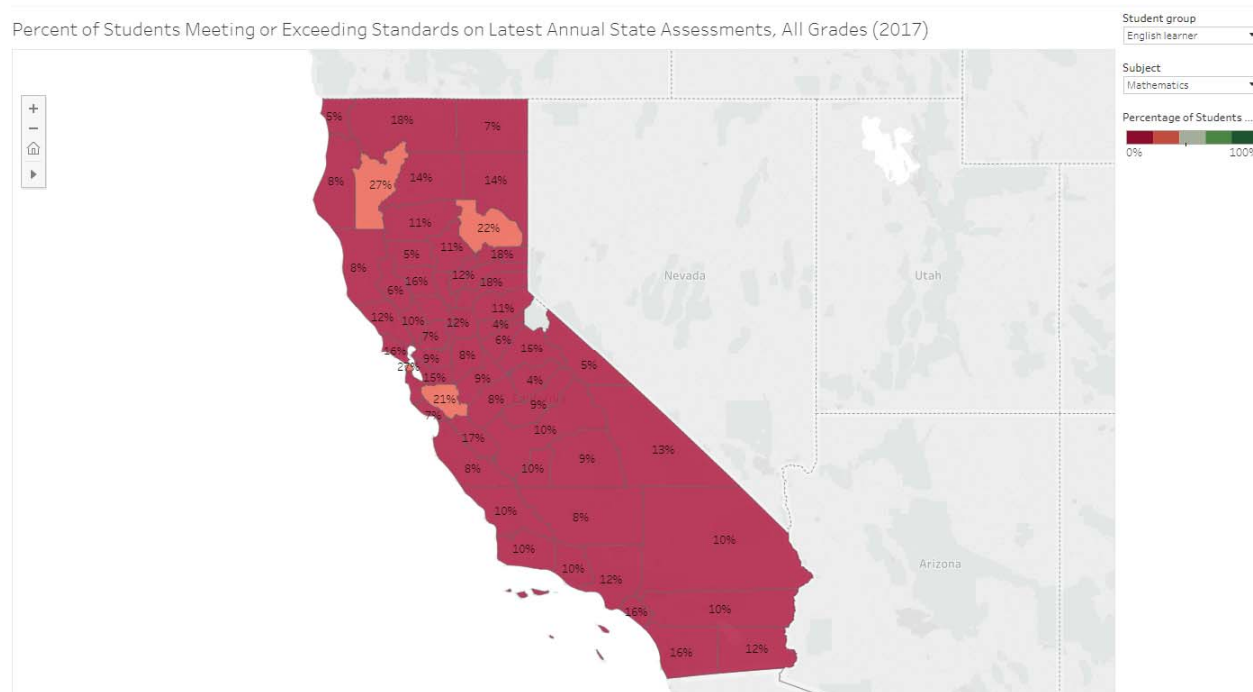 Percent of Students Meeting or Exceeding Standards on Latest Annual State Assessments, All Grades (2017)
Student group
English learner
Subject
Mathematics
Percentage of Students ...
0% 100%
6% 18% 7%
8% 27% 14% 14%
11% 22%
8% 5% 11% 18%
6% 16% 12% 18%
12% 10% 12% 11%
7% 4%
6%
16% 9% 8% 16% 5%
27% 16% 9% 4%
21% 8% 9%
7%
17% 10% 13%
8% 10% 9%
10% 8% 10%
10% 10% 12%
16% 10%
16% 12%
Nevada
Utah
Arizona